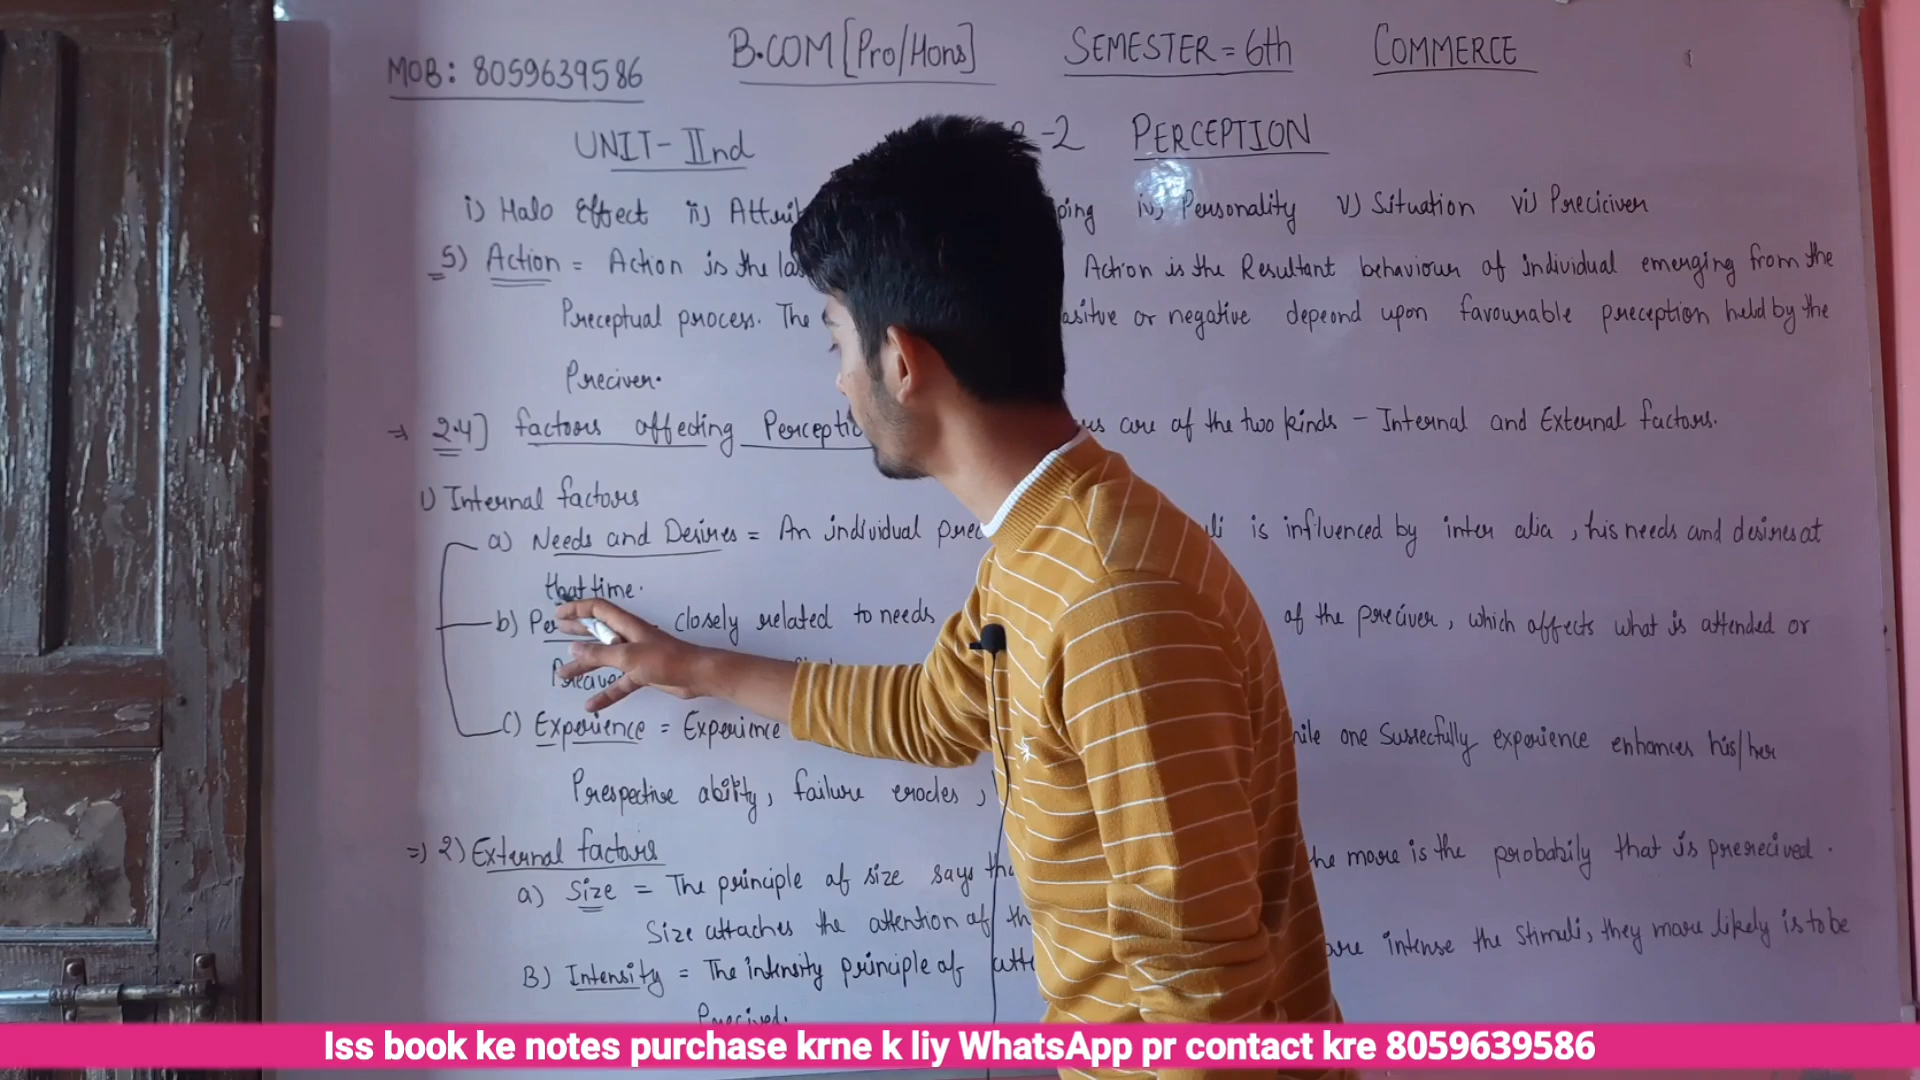 MOB: 8059639586 B.COM [Pro/Hons] SEMESTER = 6th COMMERCE
UNIT-IInd -2 PERCEPTION
i) Halo Effect ii) iv) Personality v) Situation vi) Preciciver
5) Action = Action is the Action is the Resultant behaviour of individual emerging from the
Preceptual process. The or negative depeond upon favourable preception held by the
Preciver.
⇒ 2.4] factors affecting are of the two kinds - Internal and External factors.
1) Internal factors
a) Needs and Desires = An individual is influenced by inter alia, his needs and desires at
that time.
b) closely related to needs of the preciver, which affects what is attended or
c) Experience = Experience one Sussecfully experience enhances his/her
Prespective ability, failure erodes,
⇒ 2) External factors
a) Size = The principle of size says the more is the probabily that is prerecived.
Size attaches the attention of
B) Intensity = The intensity principle of intense the stimuli, they more likely is to be
Precived.
Iss book ke notes purchase krne k liy WhatsApp pr contact kre 8059639586